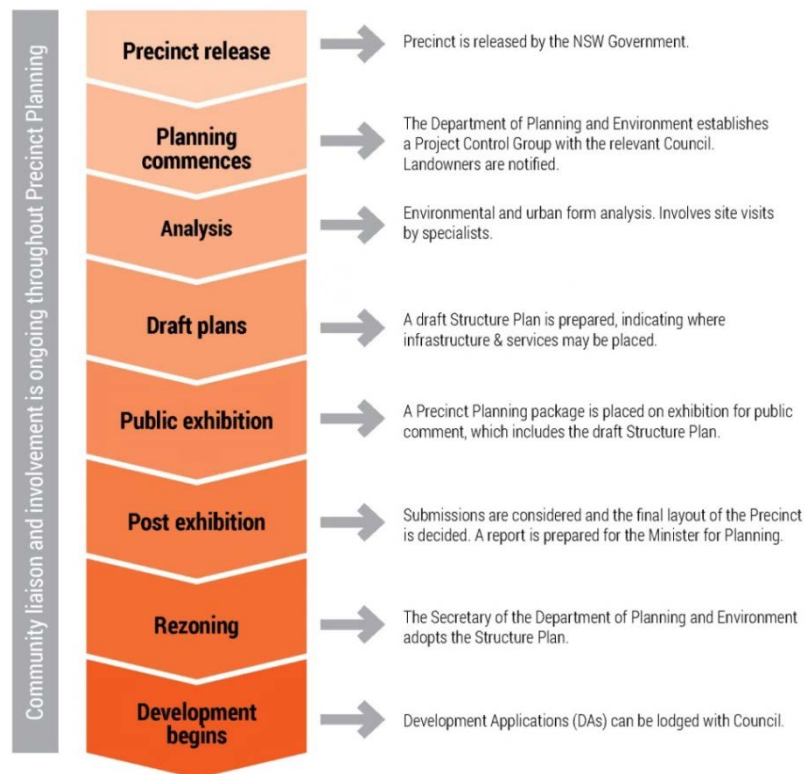 Community liaison and involvement is ongoing throughout Precinct Planning
Precinct release
Precinct is released by the NSW Government.
Planning
commences
The Department of Planning and Environment establishes
a Project Control Group with the relevant Council.
Landowners are notified.
Analysis
Environmental and urban form analysis. Involves site visits
by specialists.
Draft plans
A draft Structure Plan is prepared, indicating where
infrastructure & services may be placed.
Public exhibition
A Precinct Planning package is placed on exhibition for public
comment, which includes the draft Structure Plan.
Post exhibition
Submissions are considered and the final layout of the Precinct
is decided. A report is prepared for the Minister for Planning.
Rezoning
The Secretary of the Department of Planning and Environment
adopts the Structure Plan.
Development
begins
Development Applications (DAs) can be lodged with Council.